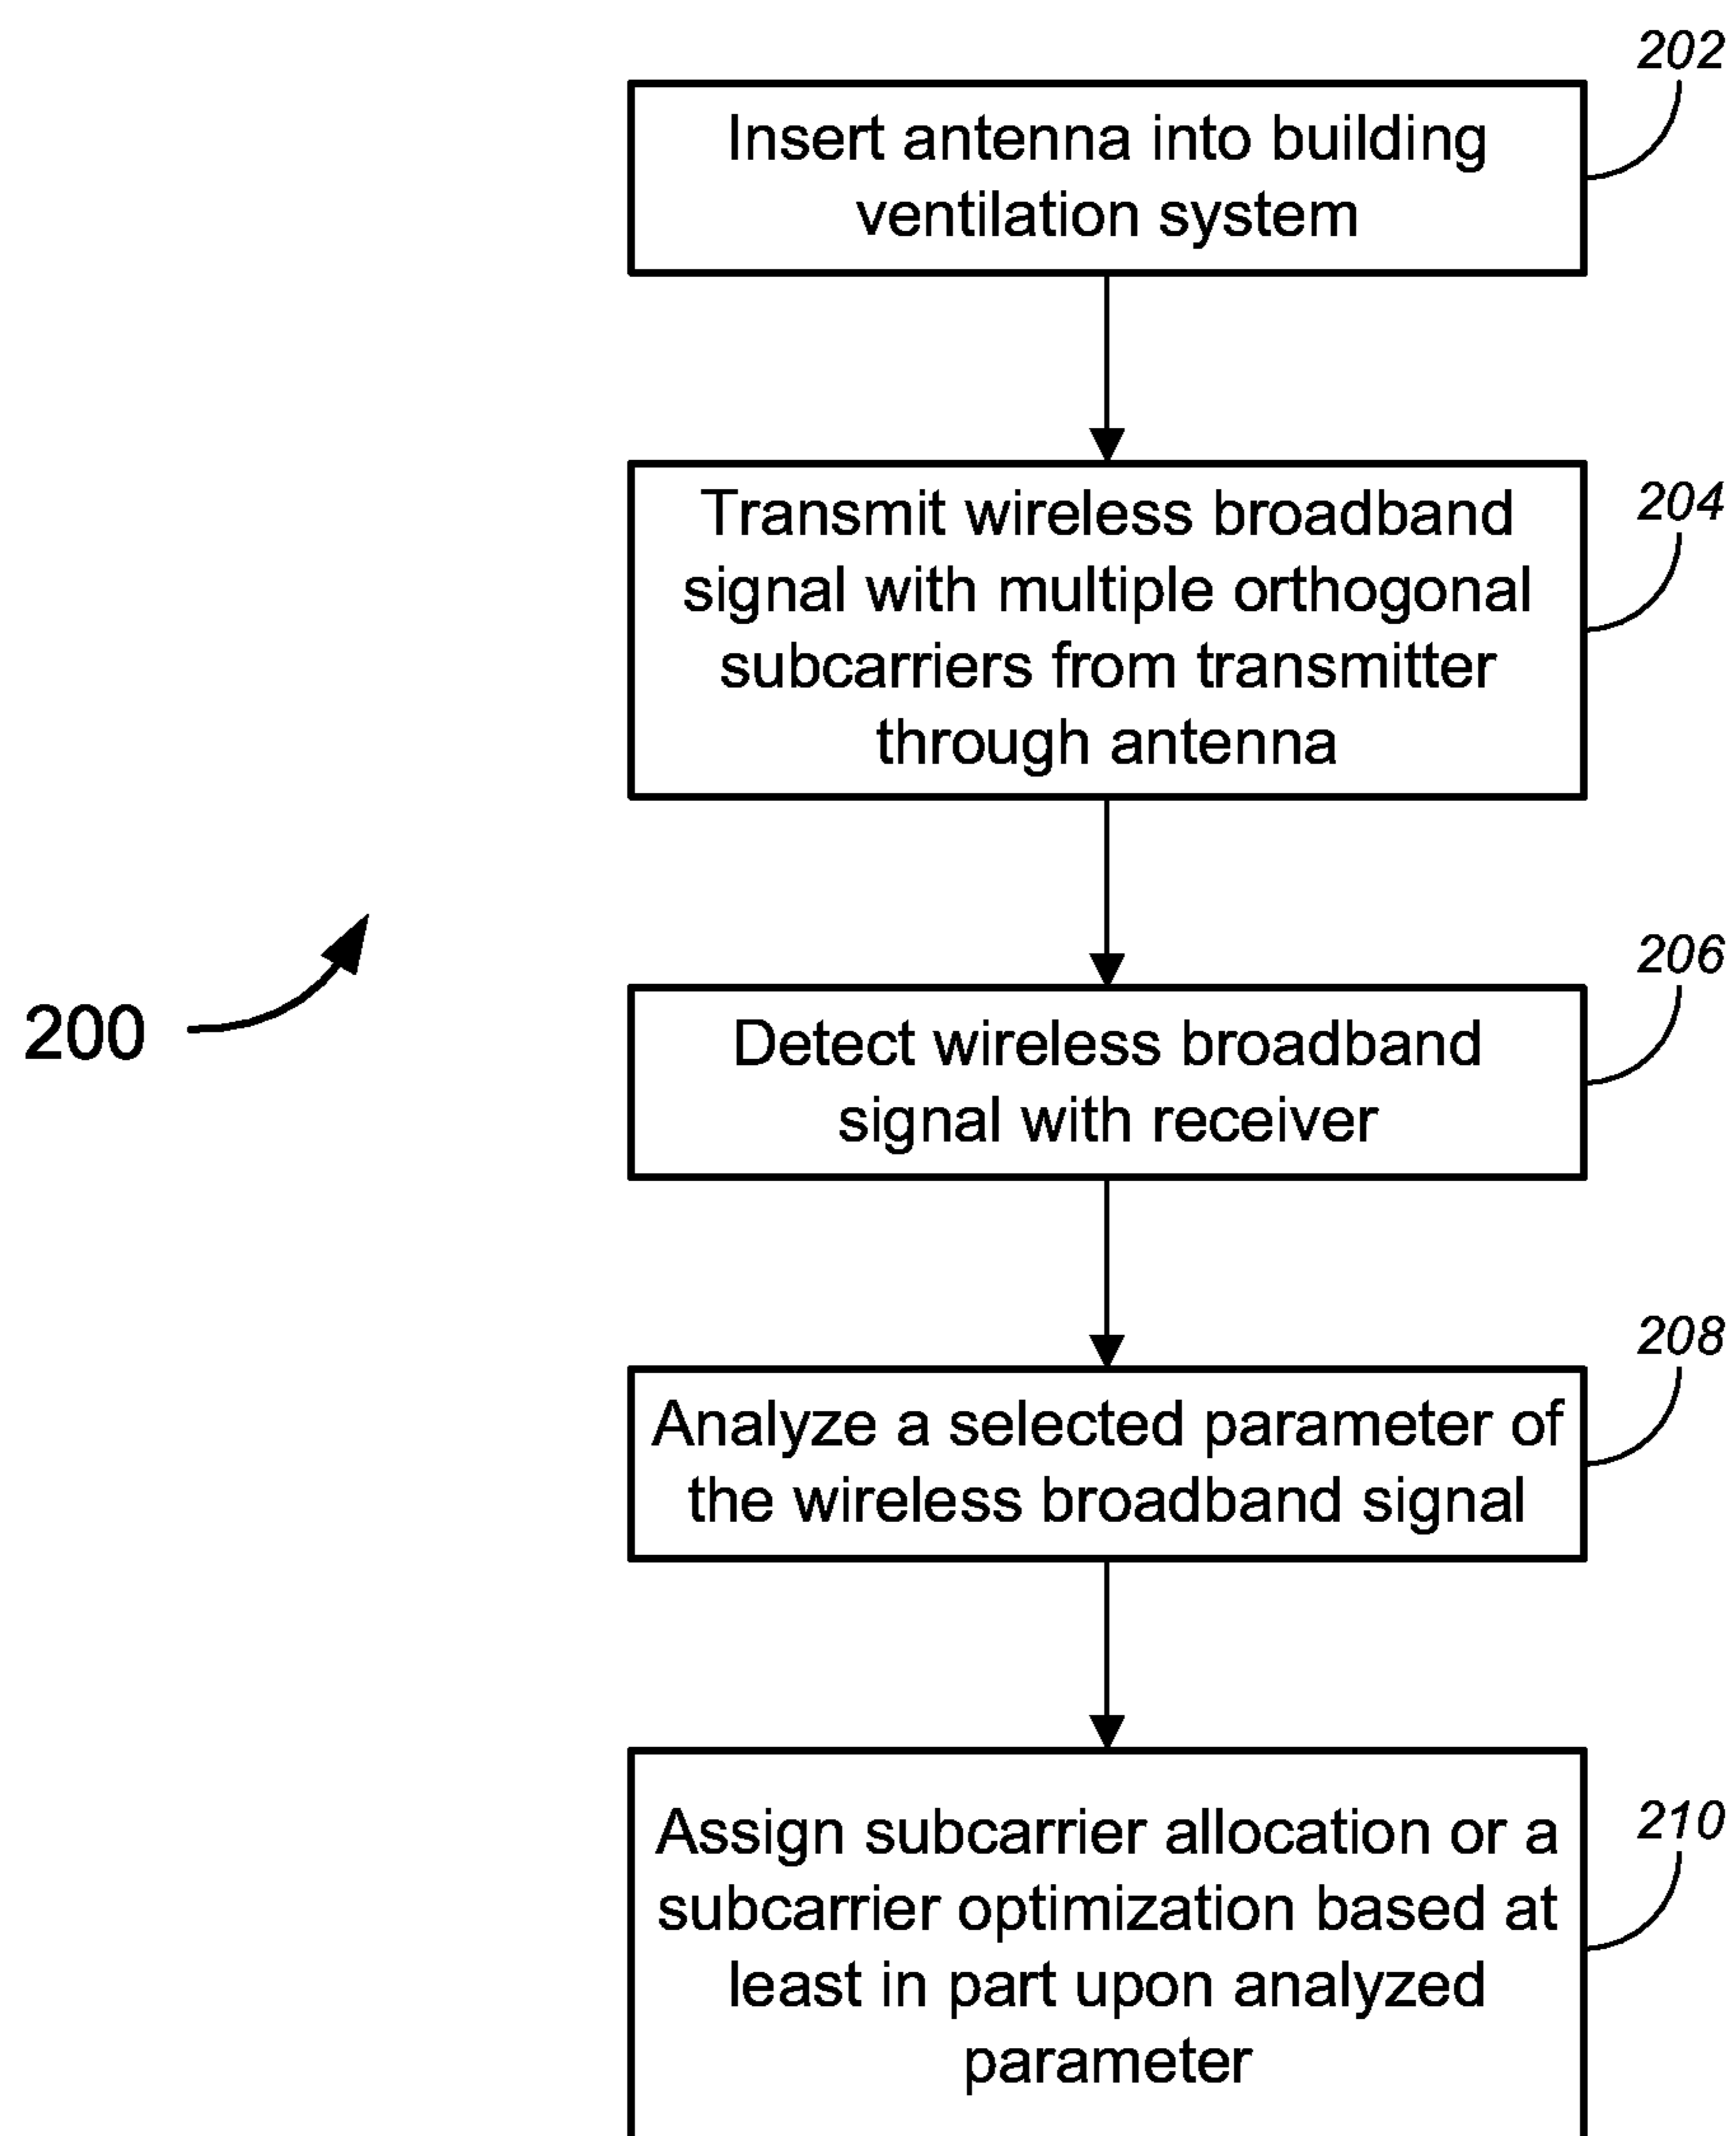 202
Insert antenna into building
ventilation system
204
Transmit wireless broadband
signal with multiple orthogonal
subcarriers from transmitter
through antenna
206
Detect wireless broadband
signal with receiver
200
208
Analyze a selected parameter of
the wireless broadband signal
210
Assign subcarrier allocation or a
subcarrier optimization based at
least in part upon analyzed
parameter